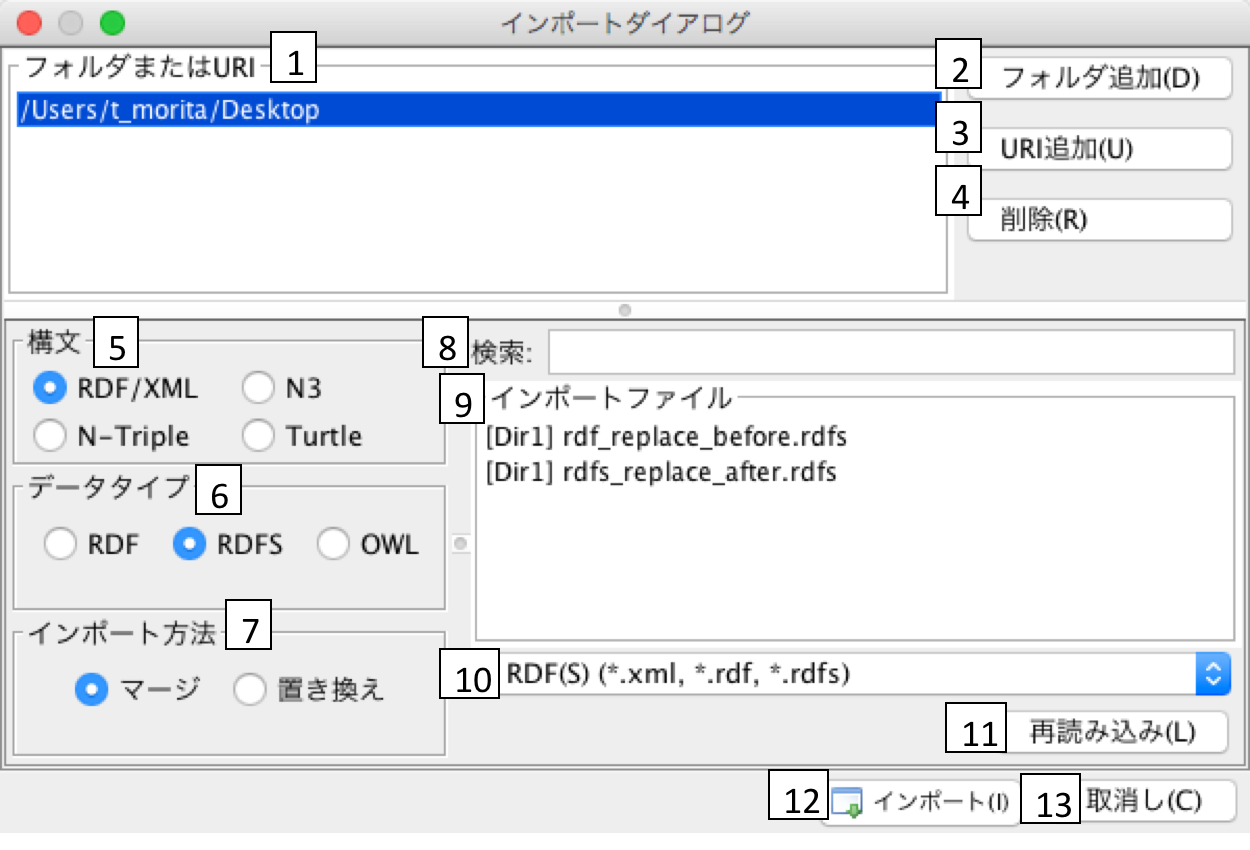 インポートダイアログ
フォルダまたはURI 1
/Users/t_morita/Desktop
2 フォルダ追加(D)
3 URI追加(U)
4 削除(R)
構文 5
RDF/XML N3
N-Triple Turtle
データタイプ 6
RDF RDFS OWL
インポート方法 7
マージ 置き換え
8 検索:
9 インポートファイル
[Dir1] rdf_replace_before.rdfs
[Dir1] rdfs_replace_after.rdfs
10 RDF(S) (*.xml, *.rdf, *.rdfs)
11 再読み込み(L)
12 インポート(I) 13 取消し(C)